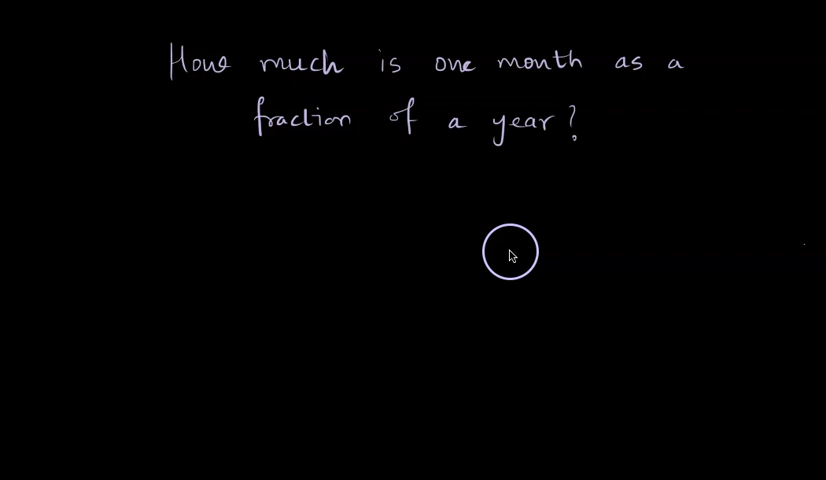 How much is one month as a
fraction of a year?